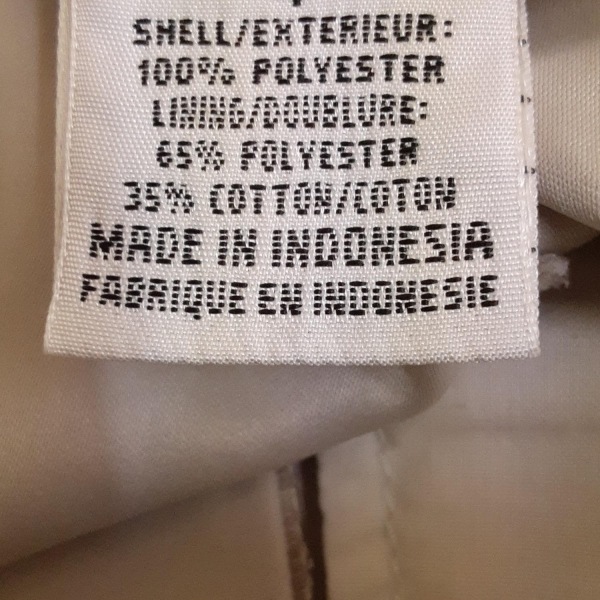 SHELL/EXTERIEUR:
100% POLYESTER
LINING/DOUBLURE:
65% POLYESTER
35% COTTON/COTON
MADE IN INDONESIA
FABRIQUE EN INDONESIE